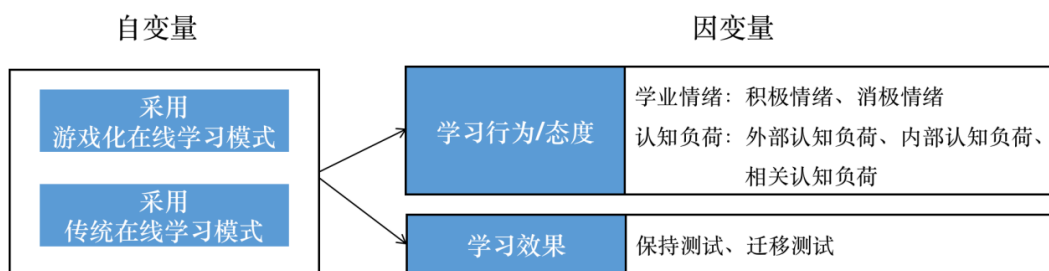 自变量
因变量
采用
游戏化在线学习模式
采用
传统在线学习模式
学习行为/态度
学业情绪：积极情绪、消极情绪
认知负荷：外部认知负荷、内部认知负荷、
相关认知负荷
学习效果
保持测试、迁移测试